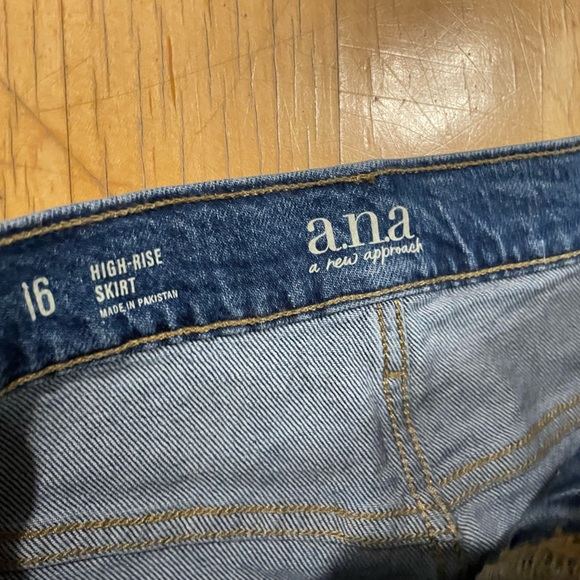 16
HIGH-RISE
SKIRT
MADE IN PAKISTAN
a.n.a
a new approach